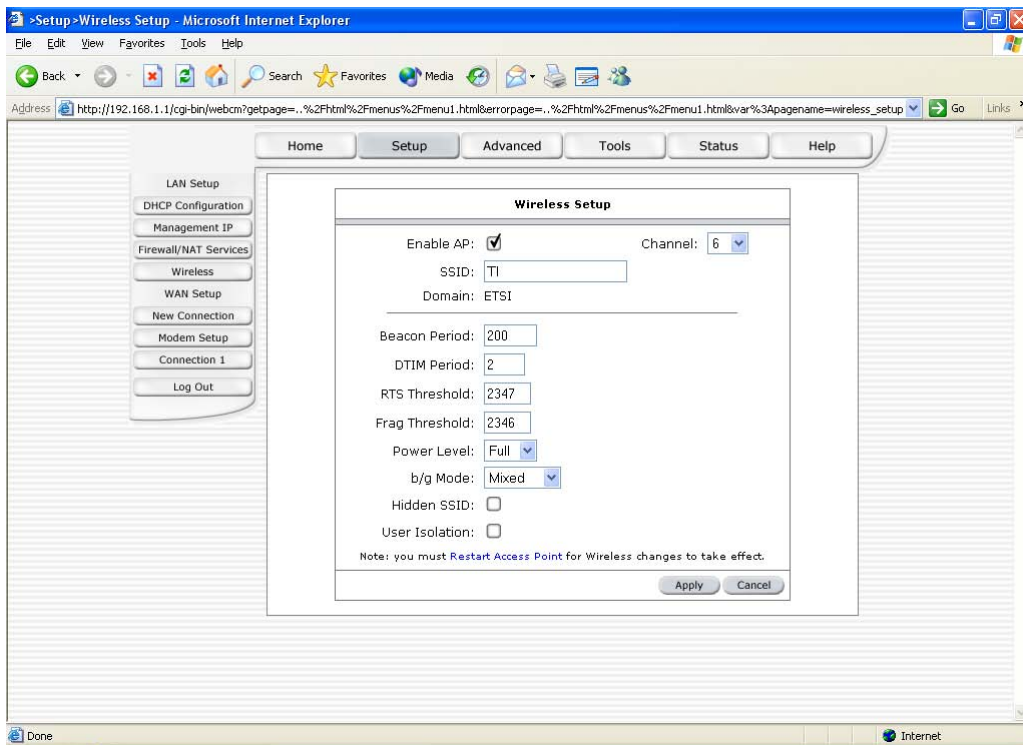 >Setup>Wireless Setup - Microsoft Internet Explorer
File Edit View Favorites Tools Help
Back Search Favorites Media
Address http://192.168.1.1/cgi-bin/webcm?getpage=..%2Fhtml%2Fmenus%2Fmenu1.html&errorpage=..%2Fhtml%2Fmenus%2Fmenu1.html&var%3Apagename=wireless_setup Go Links
Home Setup Advanced Tools Status Help
LAN Setup
DHCP Configuration
Management IP
Firewall/NAT Services
Wireless
WAN Setup
New Connection
Modem Setup
Connection 1
Log Out
Wireless Setup
Enable AP: Channel: 6
SSID: TI
Domain: ETSI
Beacon Period: 200
DTIM Period: 2
RTS Threshold: 2347
Frag Threshold: 2346
Power Level: Full
b/g Mode: Mixed
Hidden SSID:
User Isolation:
Note: you must Restart Access Point for Wireless changes to take effect.
Apply Cancel
Done Internet